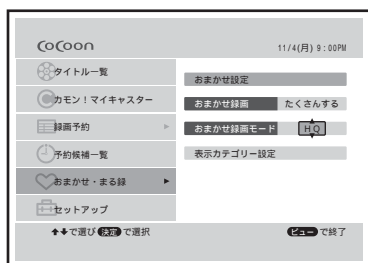 CoCoon
11/4(月) 9:00PM
タイトル一覧
カモン！マイキャスター
録画予約
予約候補一覧
おまかせ・まる録
セットアップ
おまかせ設定
おまかせ録画 たくさんする
おまかせ録画モード HQ
表示カテゴリー設定
↑↓で選び 決定 で選択
ビュー で終了